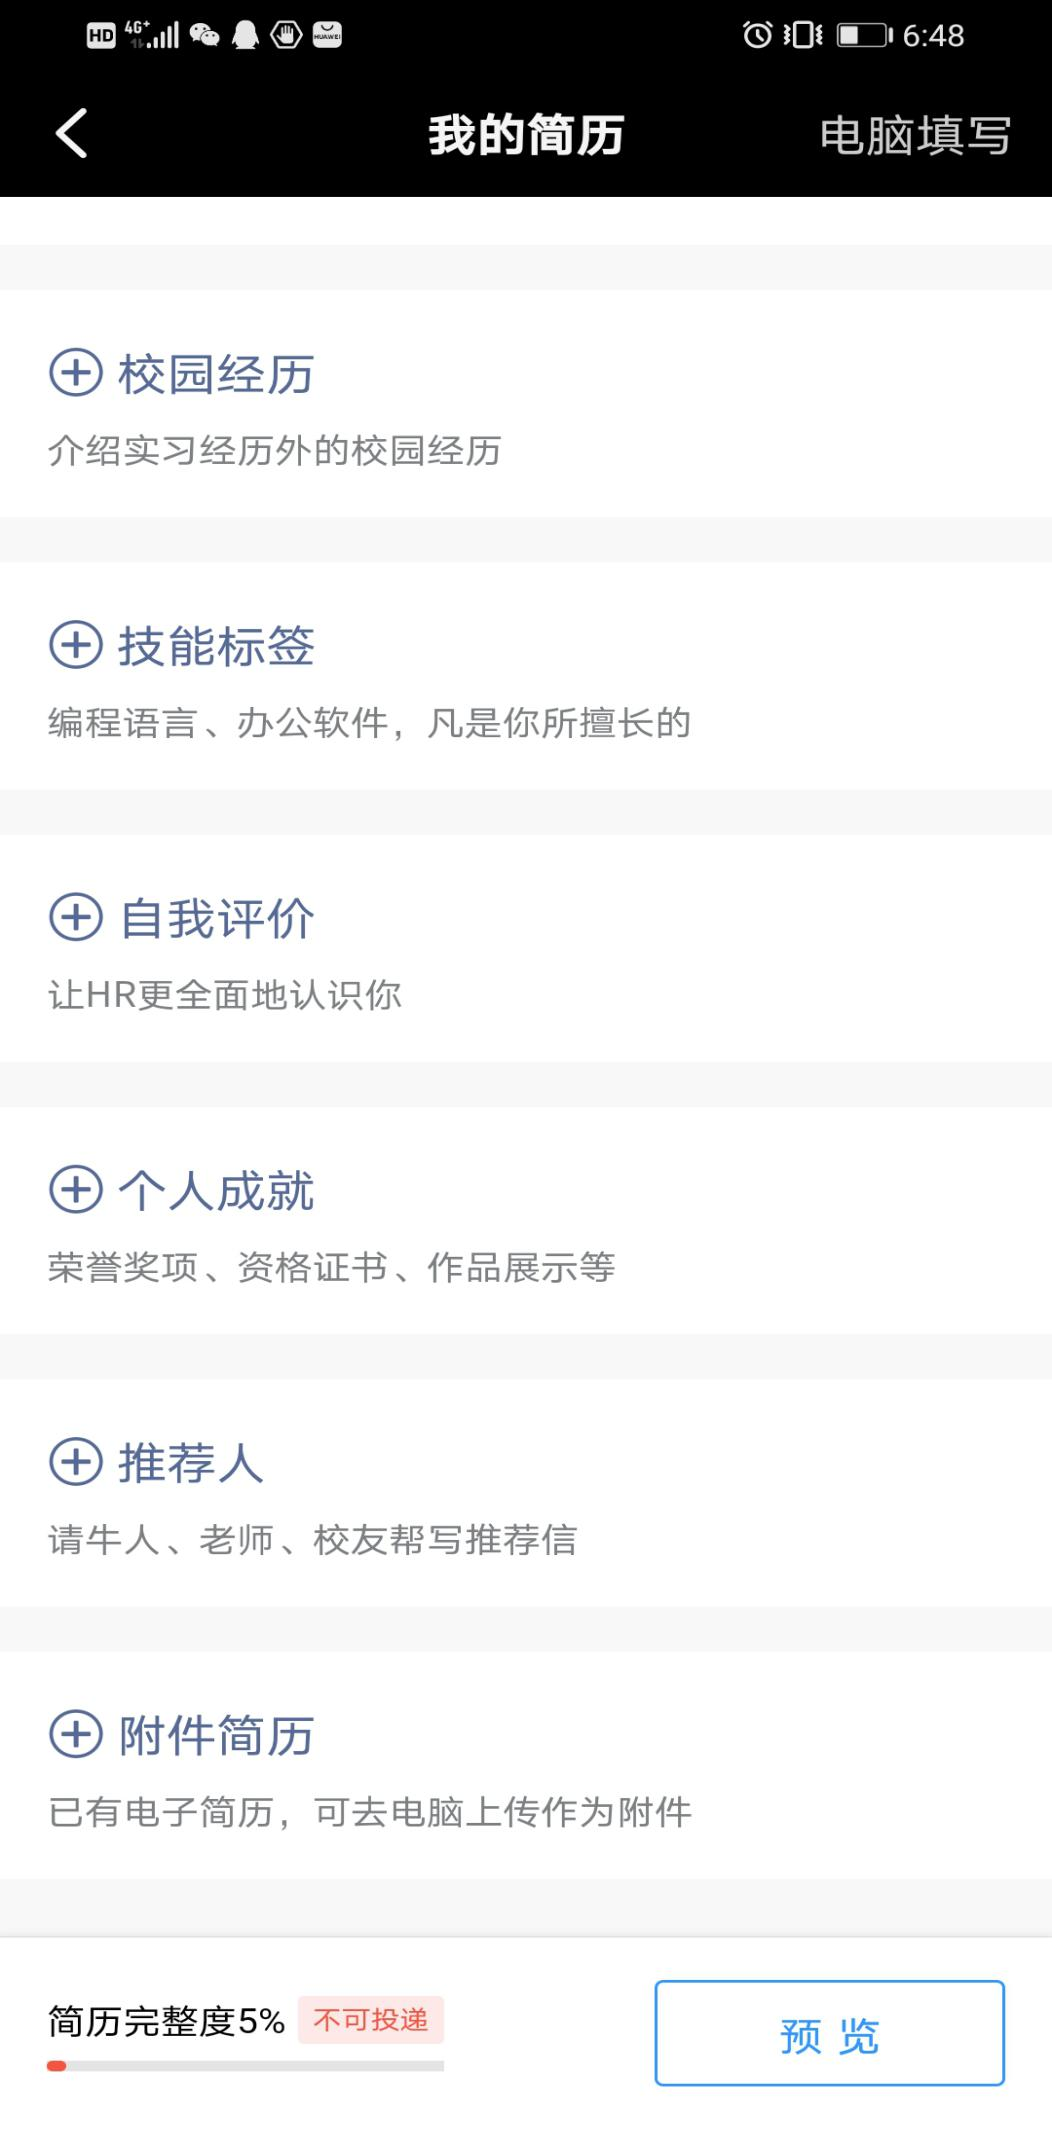 HD 4G+ HUAWEI 6:48
我的简历 电脑填写
校园经历
介绍实习经历外的校园经历
技能标签
编程语言、办公软件，凡是你所擅长的
自我评价
让HR更全面地认识你
个人成就
荣誉奖项、资格证书、作品展示等
推荐人
请牛人、老师、校友帮写推荐信
附件简历
已有电子简历，可去电脑上传作为附件
简历完整度5% 不可投递
预 览